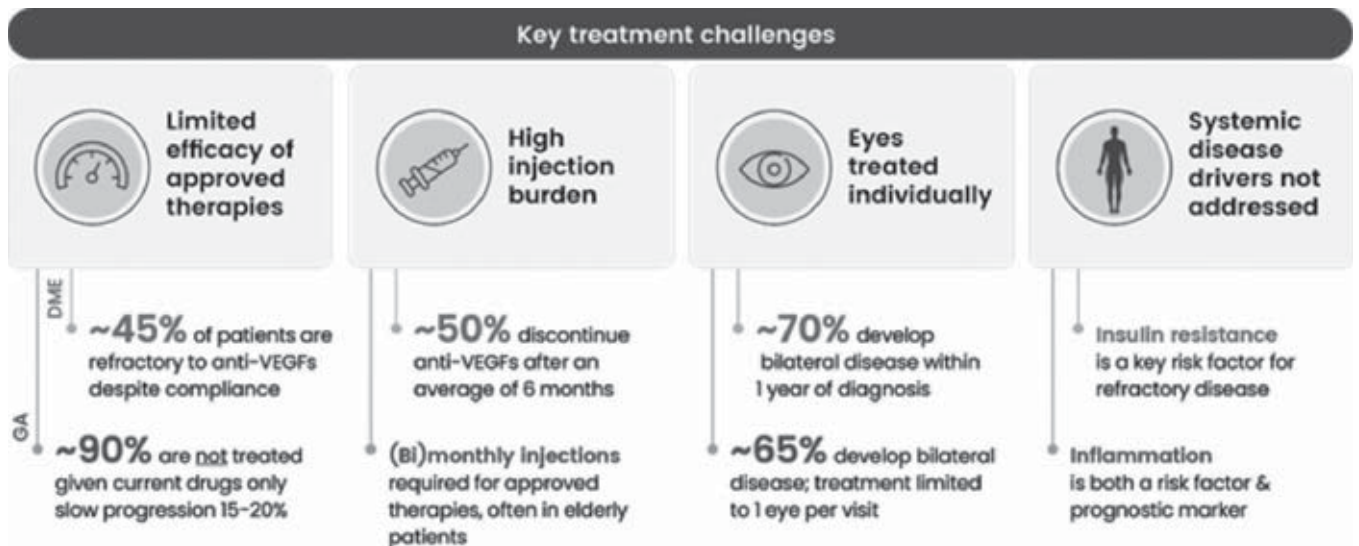 Key treatment challenges
Limited
efficacy of
approved
therapies
High
injection
burden
Eyes
treated
individually
Systemic
disease
drivers not
addressed
DME
~45% of patients are
refractory to anti-VEGFs
despite compliance
~50% discontinue
anti-VEGFs after an
average of 6 months
~70% develop
bilateral disease within
1 year of diagnosis
Insulin resistance
is a key risk factor for
refractory disease
GA
~90% are not treated
given current drugs only
slow progression 15-20%
(Bi)monthly injections
required for approved
therapies, often in elderly
patients
~65% develop bilateral
disease; treatment limited
to 1 eye per visit
Inflammation
is both a risk factor &
prognostic marker